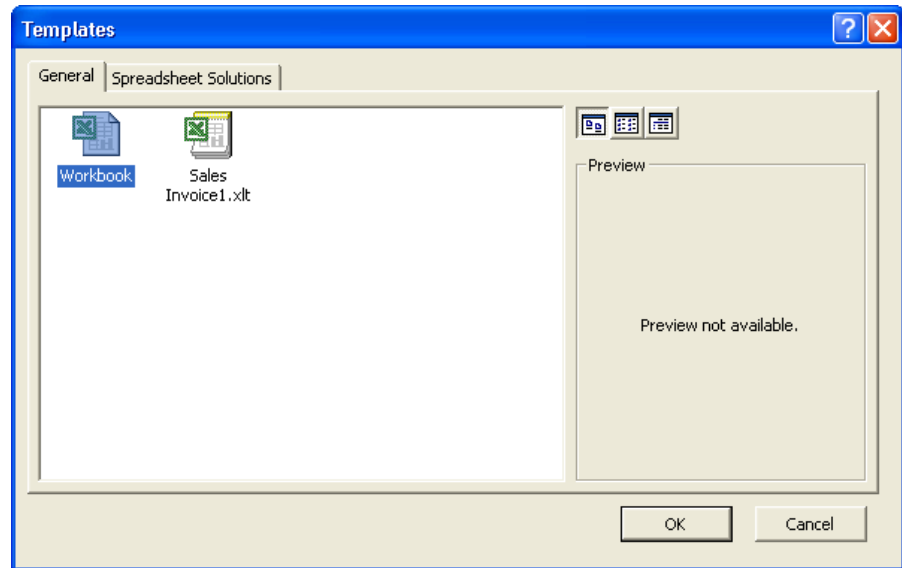 Templates
General Spreadsheet Solutions
Workbook
Sales
Invoice1.xlt
Preview
Preview not available.
OK Cancel